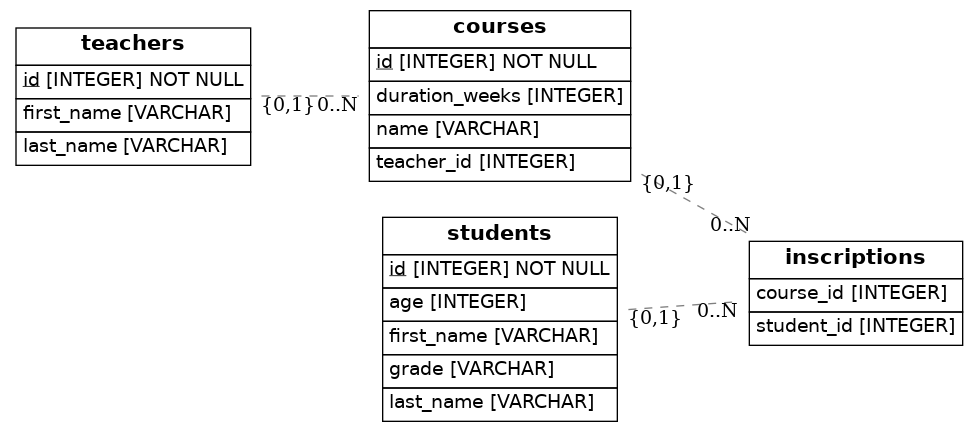 teachers
id [INTEGER] NOT NULL
first_name [VARCHAR]
last_name [VARCHAR]
{0,1}
0..N
courses
id [INTEGER] NOT NULL
duration_weeks [INTEGER]
name [VARCHAR]
teacher_id [INTEGER]
{0,1}
0..N
students
id [INTEGER] NOT NULL
age [INTEGER]
first_name [VARCHAR]
grade [VARCHAR]
last_name [VARCHAR]
{0,1}
0..N
inscriptions
course_id [INTEGER]
student_id [INTEGER]